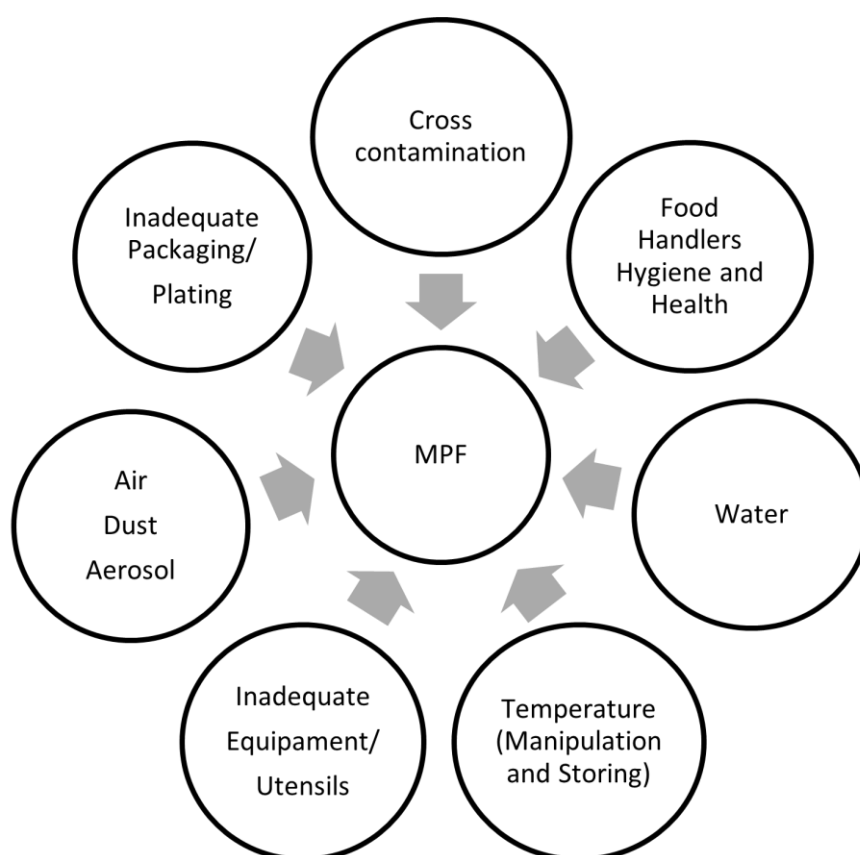 Cross
contamination
Food
Handlers
Hygiene and
Health
Water
Temperature
(Manipulation
and Storing)
Inadequate
Equipament/
Utensils
Air
Dust
Aerosol
Inadequate
Packaging/
Plating
MPF